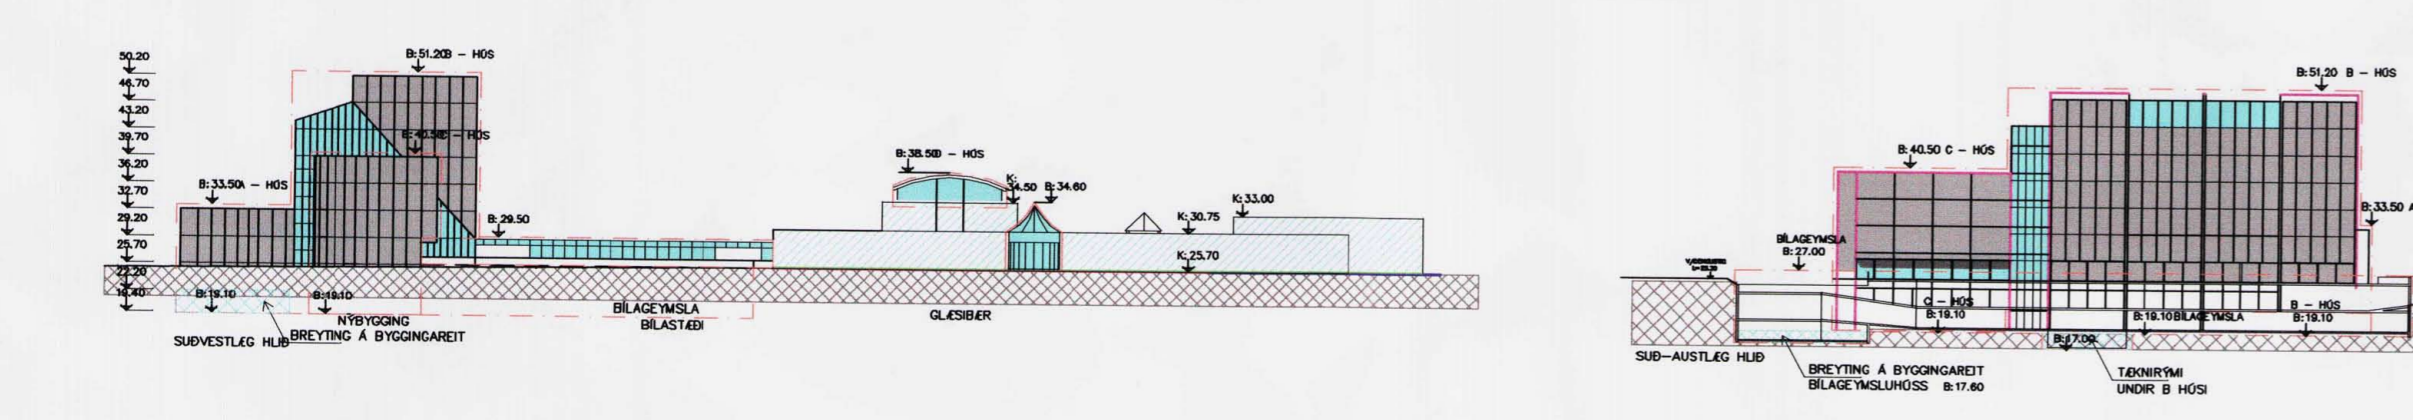 50.20
46.70
43.20
39.70
36.20
32.70
29.20
25.70
22.20
19.40
B:51.20B - HÚS
B:40.50C - HÚS
B:33.50A - HÚS
B:29.50
B:38.50D - HÚS
K:
34.50
B:34.60
K:30.75
K:33.00
K:25.70
B:19.10
B:19.10
NÝBYGGING
BREYTING Á BYGGINGAREIT
SUÐVESTLÆG HLIÐ
BÍLAGEYMSLA
BÍLASTÆÐI
GLÆSIBÆR
B:51.20 B - HÚS
B:40.50 C - HÚS
B:33.50 A
BÍLAGEYMSLA
B:27.00
C - HÚS
B:19.10
B:19.10
BÍLAGEYMSLA
B - HÚS
B:19.10
B:17.00
SUÐ-AUSTLÆG HLIÐ
BREYTING Á BYGGINGAREIT
BÍLAGEYMSLUHÚSS B:17.60
TÆKNIRÝMI
UNDIR B HÚSI